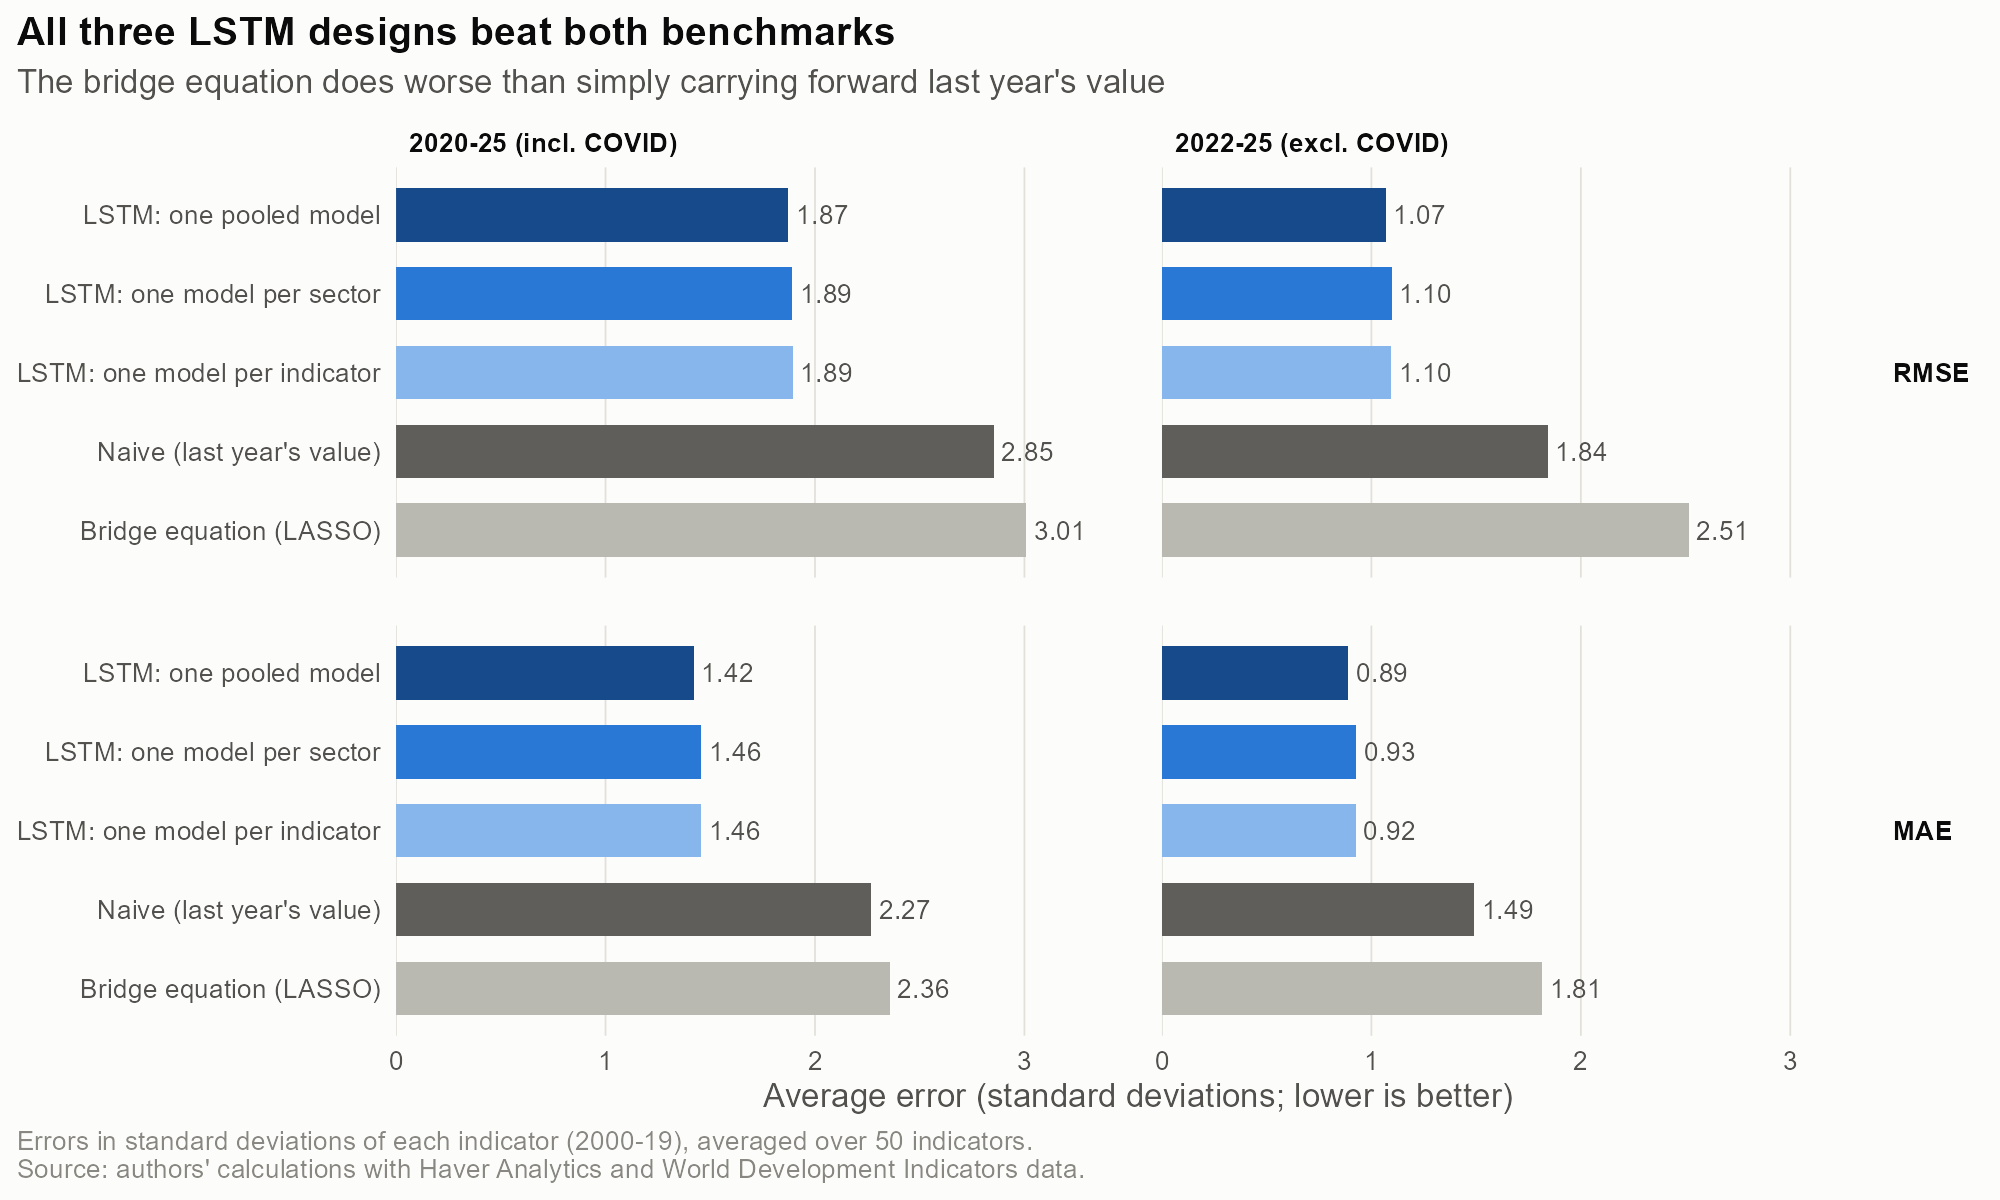 All three LSTM designs beat both benchmarks
The bridge equation does worse than simply carrying forward last year's value
2020-25 (incl. COVID)
2022-25 (excl. COVID)
LSTM: one pooled model
1.87
1.07
LSTM: one model per sector
1.89
1.10
LSTM: one model per indicator
1.89
1.10
RMSE
Naive (last year's value)
2.85
1.84
Bridge equation (LASSO)
3.01
2.51
LSTM: one pooled model
1.42
0.89
LSTM: one model per sector
1.46
0.93
LSTM: one model per indicator
1.46
0.92
MAE
Naive (last year's value)
2.27
1.49
Bridge equation (LASSO)
2.36
1.81
0 1 2 3
0 1 2 3
Average error (standard deviations; lower is better)
Errors in standard deviations of each indicator (2000-19), averaged over 50 indicators.
Source: authors' calculations with Haver Analytics and World Development Indicators data.